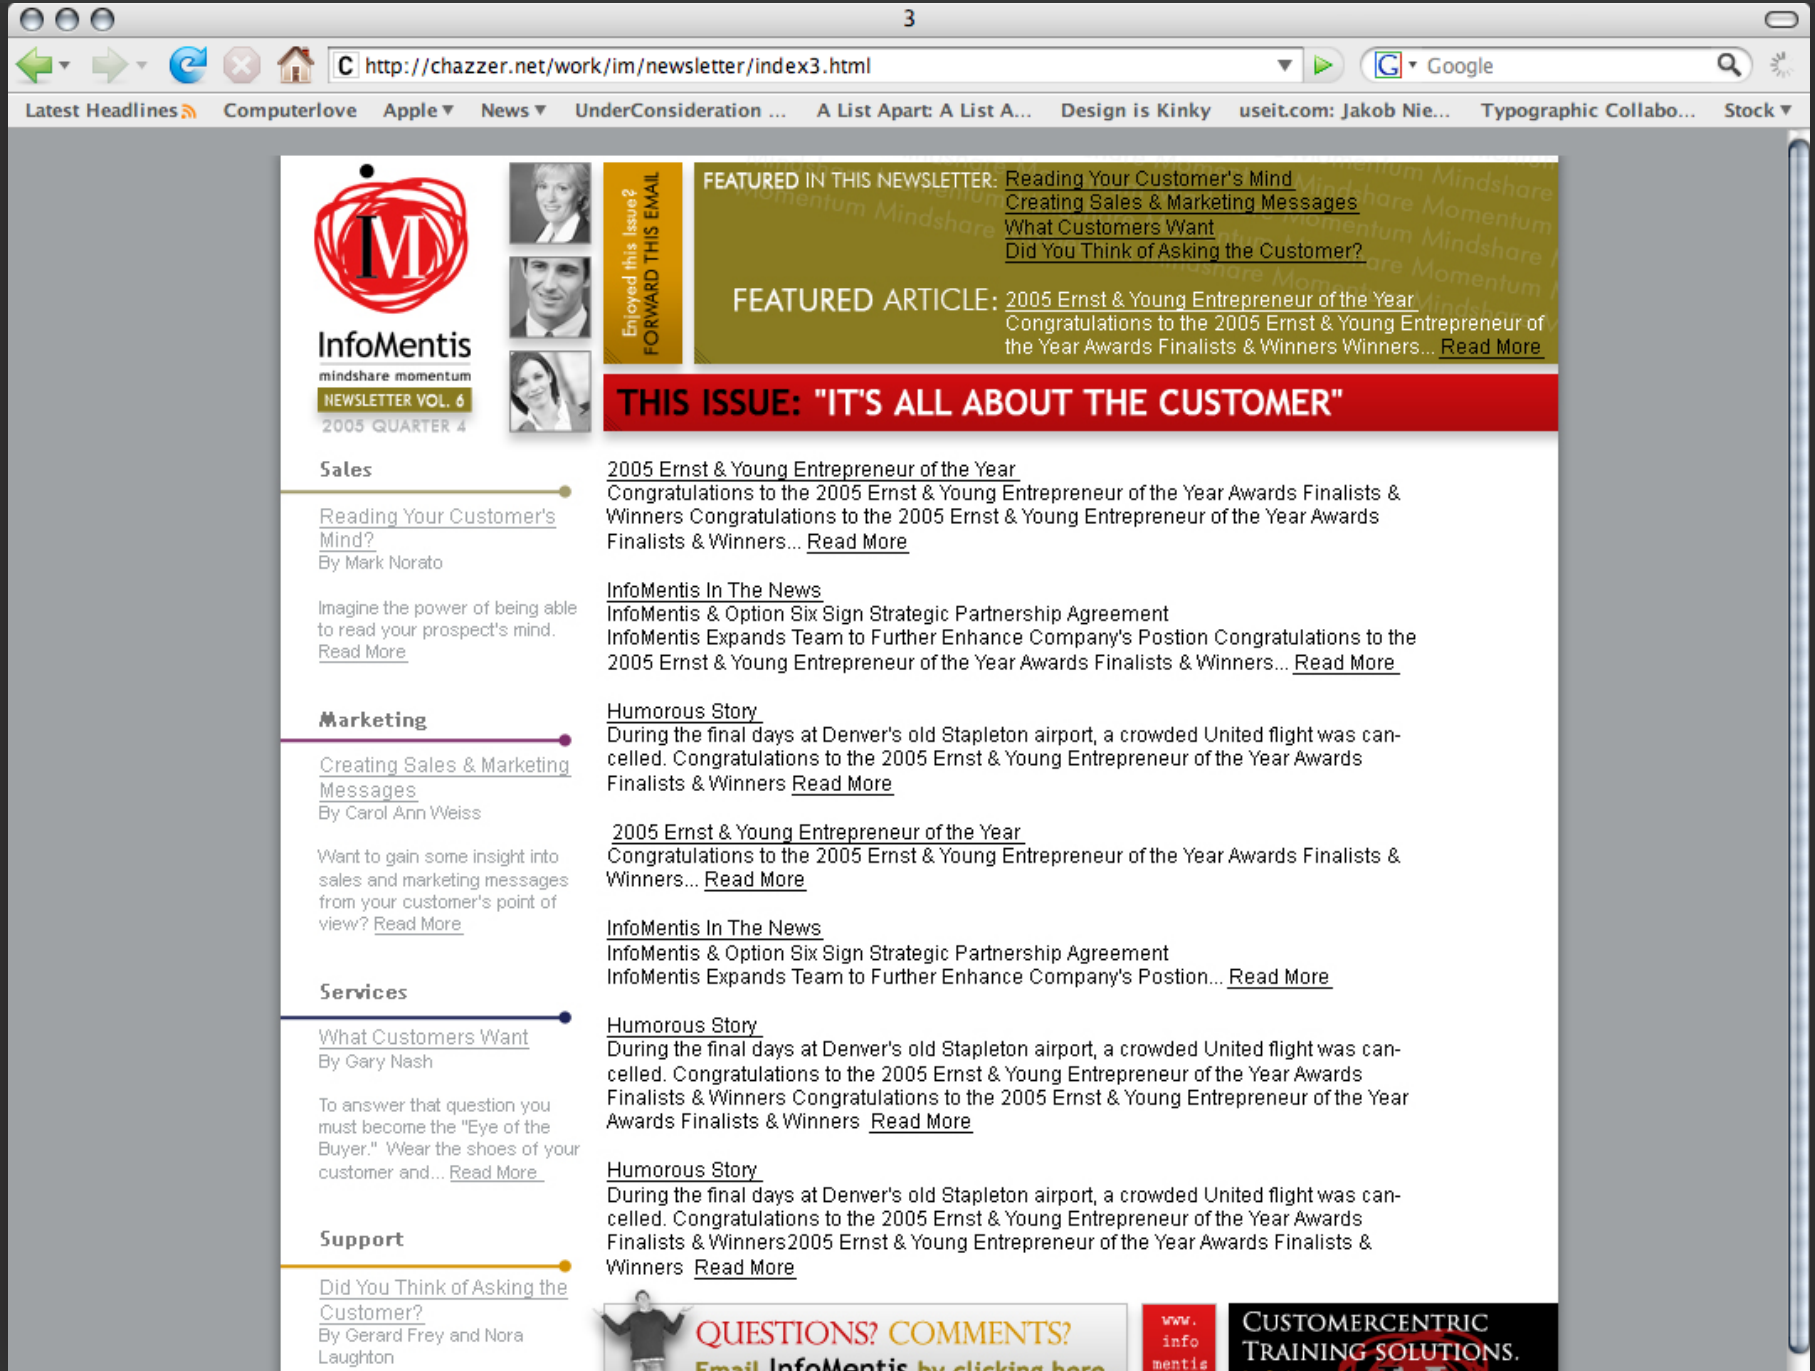 3
C http://chazzer.net/work/im/newsletter/index3.html
G Google
Latest Headlines Computerlove Apple News UnderConsideration ... A List Apart: A List A... Design is Kinky useit.com: Jakob Nie... Typographic Collabo... Stock
IM
InfoMentis
mindshare momentum
NEWSLETTER VOL. 6
2005 QUARTER 4
Enjoyed this Issue?
FORWARD THIS EMAIL
FEATURED IN THIS NEWSLETTER: Reading Your Customer's Mind
Creating Sales & Marketing Messages
What Customers Want
Did You Think of Asking the Customer?
FEATURED ARTICLE: 2005 Ernst & Young Entrepreneur of the Year
Congratulations to the 2005 Ernst & Young Entrepreneur of
the Year Awards Finalists & Winners Winners... Read More
THIS ISSUE: "IT'S ALL ABOUT THE CUSTOMER"
Sales
Reading Your Customer's
Mind?
By Mark Norato
Imagine the power of being able
to read your prospect's mind.
Read More
Marketing
Creating Sales & Marketing
Messages
By Carol Ann Weiss
Want to gain some insight into
sales and marketing messages
from your customer's point of
view? Read More
Services
What Customers Want
By Gary Nash
To answer that question you
must become the "Eye of the
Buyer." Wear the shoes of your
customer and... Read More
Support
Did You Think of Asking the
Customer?
By Gerard Frey and Nora
Laughton
2005 Ernst & Young Entrepreneur of the Year
Congratulations to the 2005 Ernst & Young Entrepreneur of the Year Awards Finalists &
Winners Congratulations to the 2005 Ernst & Young Entrepreneur of the Year Awards
Finalists & Winners... Read More
InfoMentis In The News
InfoMentis & Option Six Sign Strategic Partnership Agreement
InfoMentis Expands Team to Further Enhance Company's Postion Congratulations to the
2005 Ernst & Young Entrepreneur of the Year Awards Finalists & Winners... Read More
Humorous Story
During the final days at Denver's old Stapleton airport, a crowded United flight was can-
celled. Congratulations to the 2005 Ernst & Young Entrepreneur of the Year Awards
Finalists & Winners Read More
2005 Ernst & Young Entrepreneur of the Year
Congratulations to the 2005 Ernst & Young Entrepreneur of the Year Awards Finalists &
Winners... Read More
InfoMentis In The News
InfoMentis & Option Six Sign Strategic Partnership Agreement
InfoMentis Expands Team to Further Enhance Company's Postion... Read More
Humorous Story
During the final days at Denver's old Stapleton airport, a crowded United flight was can-
celled. Congratulations to the 2005 Ernst & Young Entrepreneur of the Year Awards
Finalists & Winners Congratulations to the 2005 Ernst & Young Entrepreneur of the Year
Awards Finalists & Winners Read More
Humorous Story
During the final days at Denver's old Stapleton airport, a crowded United flight was can-
celled. Congratulations to the 2005 Ernst & Young Entrepreneur of the Year Awards
Finalists & Winners2005 Ernst & Young Entrepreneur of the Year Awards Finalists &
Winners Read More
QUESTIONS? COMMENTS?
Email InfoMentis by clicking here
www.
info
mentis
CUSTOMERCENTRIC
TRAINING SOLUTIONS.